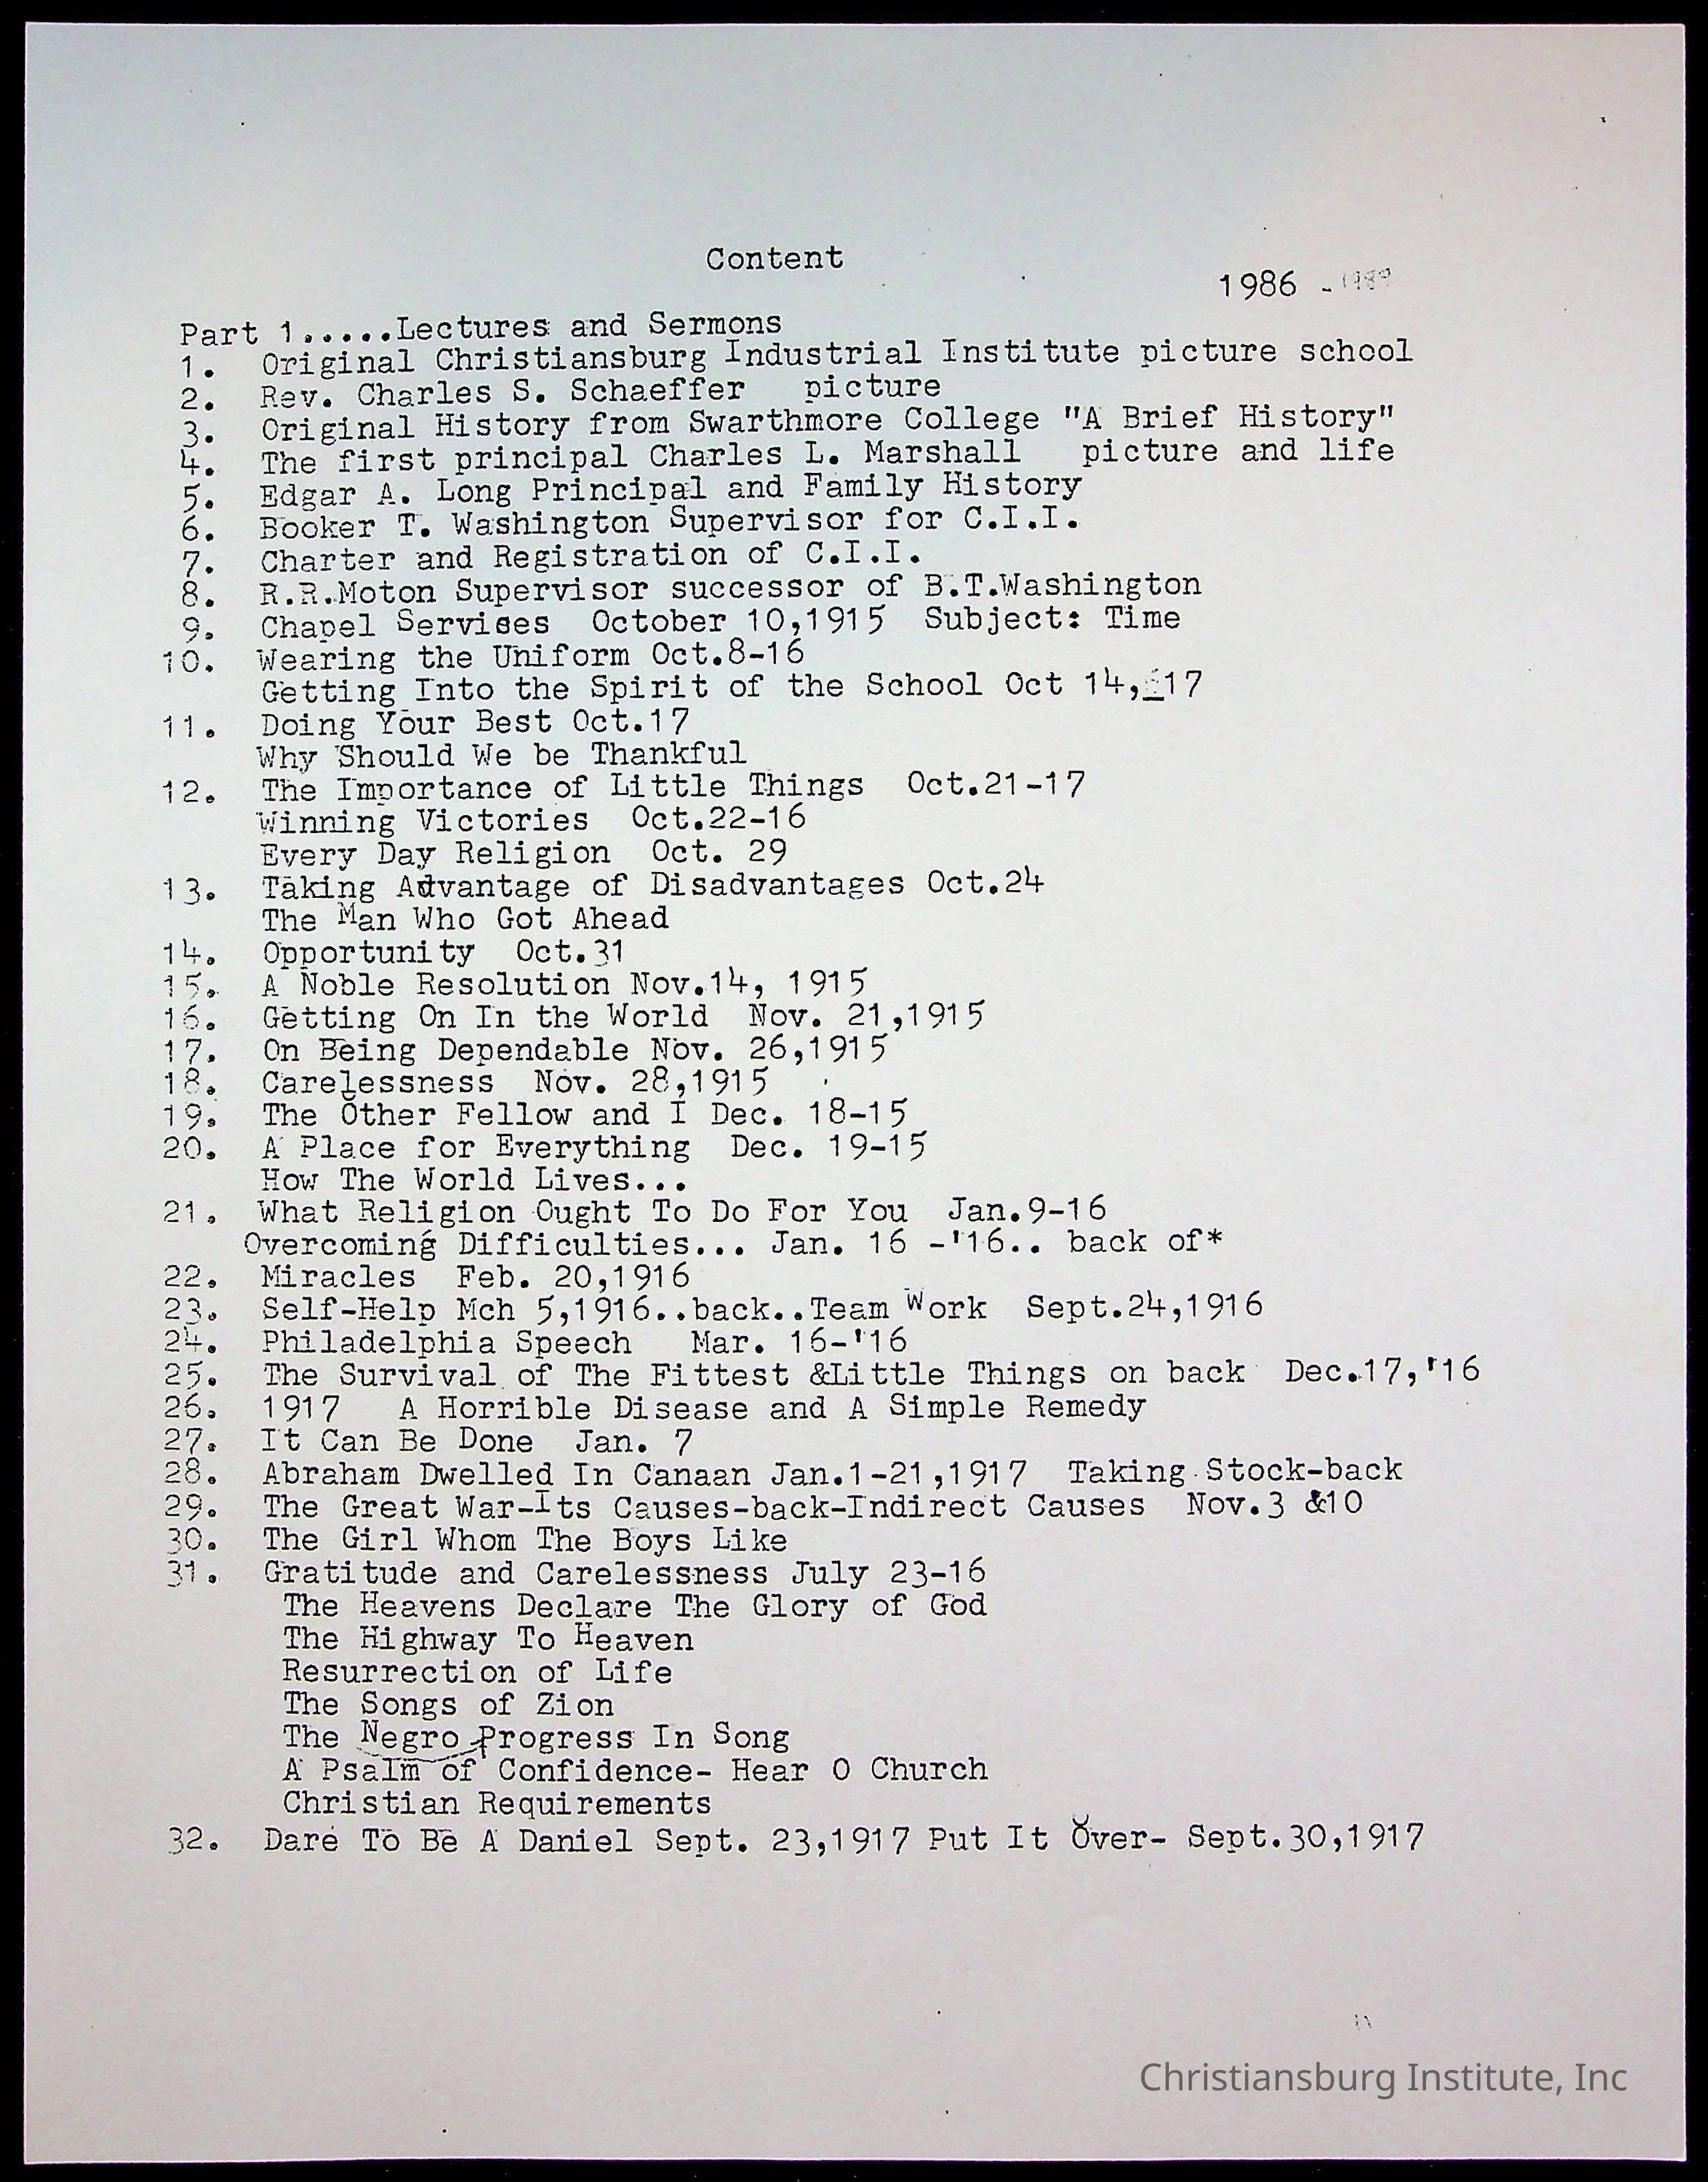 Content
1986 - 1989
Part 1.....Lectures and Sermons
1. Original Christiansburg Industrial Institute picture school
2. Rev. Charles S. Schaeffer picture
3. Original History from Swarthmore College "A Brief History"
4. The first principal Charles L. Marshall picture and life
5. Edgar A. Long Principal and Family History
6. Booker T. Washington Supervisor for C.I.I.
7. Charter and Registration of C.I.I.
8. R.R.Moton Supervisor successor of B.T.Washington
9. Chapel Services October 10,1915 Subject: Time
10. Wearing the Uniform Oct.8-16
Getting Into the Spirit of the School Oct 14,17
11. Doing Your Best Oct.17
Why Should We be Thankful
12. The Importance of Little Things Oct.21-17
Winning Victories Oct.22-16
Every Day Religion Oct. 29
13. Taking Advantage of Disadvantages Oct.24
The Man Who Got Ahead
14. Opportunity Oct.31
15. A Noble Resolution Nov.14, 1915
16. Getting On In the World Nov. 21,1915
17. On Being Dependable Nov. 26,1915
18. Carelessness Nov. 28,1915
19. The Other Fellow and I Dec. 18-15
20. A Place for Everything Dec. 19-15
How The World Lives...
21. What Religion Ought To Do For You Jan.9-16
Overcoming Difficulties... Jan. 16 -'16.. back of*
22. Miracles Feb. 20,1916
23. Self-Help Mch 5,1916..back..Team Work Sept.24,1916
24. Philadelphia Speech Mar. 16-'16
25. The Survival of The Fittest &Little Things on back Dec.17,'16
26. 1917 A Horrible Disease and A Simple Remedy
27. It Can Be Done Jan. 7
28. Abraham Dwelled In Canaan Jan.1-21,1917 Taking Stock-back
29. The Great War-Its Causes-back-Indirect Causes Nov.3 &10
30. The Girl Whom The Boys Like
31. Gratitude and Carelessness July 23-16
The Heavens Declare The Glory of God
The Highway To Heaven
Resurrection of Life
The Songs of Zion
The Negro Progress In Song
A Psalm of Confidence- Hear O Church
Christian Requirements
32. Dare To Be A Daniel Sept. 23,1917 Put It Over- Sept.30,1917
Christiansburg Institute, Inc